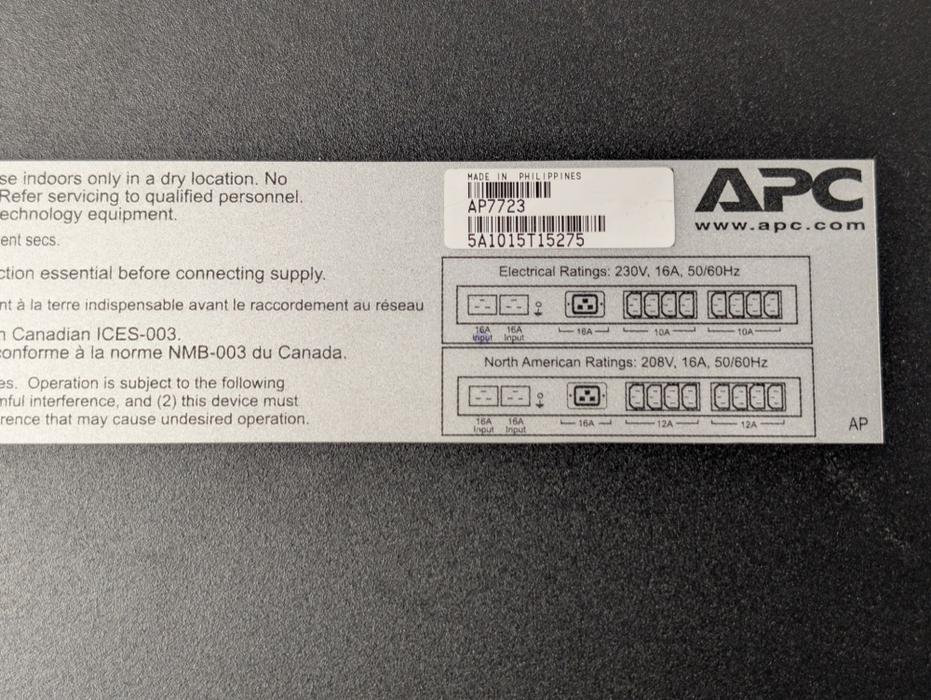 se indoors only in a dry location. No
Refer servicing to qualified personnel.
echnology equipment.
ent secs.
ction essential before connecting supply.
nt à la terre indispensable avant le raccordement au réseau
n Canadian ICES-003.
conforme à la norme NMB-003 du Canada.
es. Operation is subject to the following
nful interference, and (2) this device must
rence that may cause undesired operation.
MADE IN PHILIPPINES
AP7723
5A1015T15275
APC
www.apc.com
Electrical Ratings: 230V, 16A, 50/60Hz
16A Input 16A Input 16A 10A 10A
North American Ratings: 208V, 16A, 50/60Hz
16A Input 16A Input 16A 12A 12A
AP